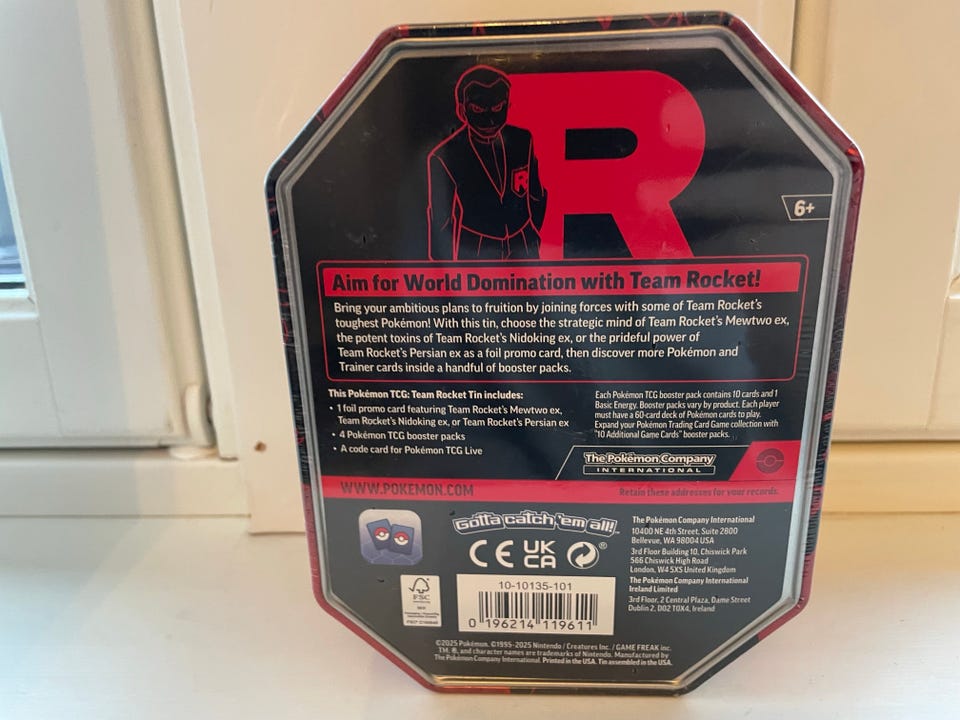 R
R
6+
Aim for World Domination with Team Rocket!
Bring your ambitious plans to fruition by joining forces with some of Team Rocket's
toughest Pokémon! With this tin, choose the strategic mind of Team Rocket's Mewtwo ex,
the potent toxins of Team Rocket's Nidoking ex, or the prideful power of
Team Rocket's Persian ex as a foil promo card, then discover more Pokémon and
Trainer cards inside a handful of booster packs.
This Pokémon TCG: Team Rocket Tin includes:
• 1 foil promo card featuring Team Rocket's Mewtwo ex,
Team Rocket's Nidoking ex, or Team Rocket's Persian ex
• 4 Pokémon TCG booster packs
• A code card for Pokémon TCG Live
Each Pokémon TCG booster pack contains 10 cards and 1
Basic Energy. Booster packs vary by product. Each player
must have a 60-card deck of Pokémon cards to play.
Expand your Pokémon Trading Card Game collection with
"10 Additional Game Cards" booster packs.
The Pokémon Company
INTERNATIONAL
WWW.POKEMON.COM
Retain these addresses for your records.
Gotta catch 'em all!™
CE UK
CA ®
The Pokémon Company International
10400 NE 4th Street, Suite 2800
Bellevue, WA 98004 USA
3rd Floor Building 10, Chiswick Park
566 Chiswick High Road
London, W4 5XS United Kingdom
The Pokémon Company International
Ireland Limited
3rd Floor, 2 Central Plaza, Dame Street
Dublin 2, D02 T0X4, Ireland
FSC
MIX
10-10135-101
0 196214 119611
©2025 Pokémon. ©1995-2025 Nintendo / Creatures Inc. / GAME FREAK inc.
TM, ®, and character names are trademarks of Nintendo. Manufactured by
The Pokémon Company International. Printed in the USA. Tin assembled in the USA.